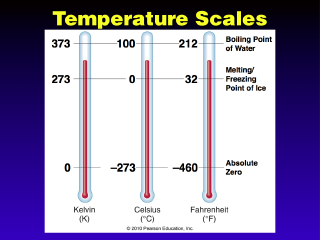 Temperature Scales
373 100 212 Boiling Point
of Water
273 0 32 Melting/
Freezing
Point of Ice
0 –273 –460 Absolute
Zero
Kelvin Celsius Fahrenheit
(K) (°C) (°F)
© 2010 Pearson Education, Inc.